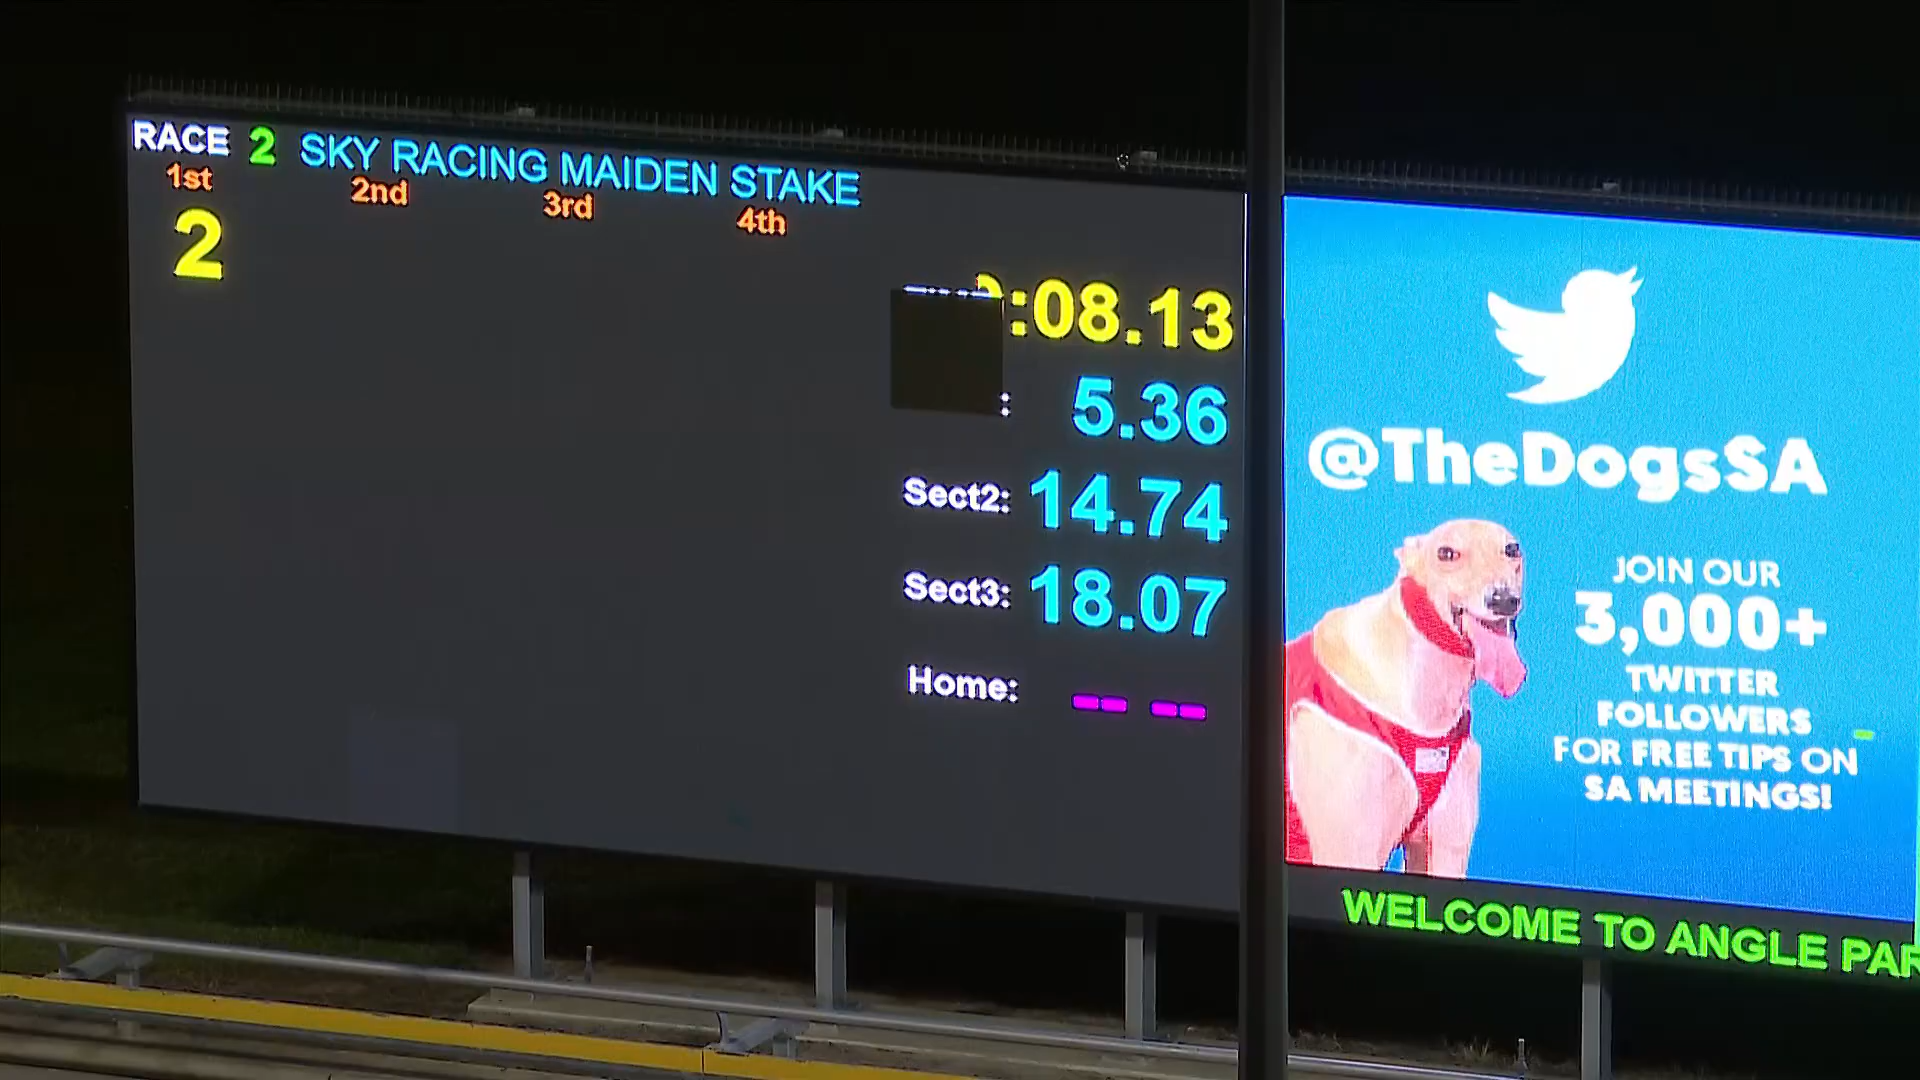 RACE 2 SKY RACING MAIDEN STAKE
1st 2nd 3rd 4th
2
:08.13
: 5.36
Sect2: 14.74
Sect3: 18.07
Home: -- --
@TheDogsSA
JOIN OUR
3,000+
TWITTER
FOLLOWERS
FOR FREE TIPS ON
SA MEETINGS!
WELCOME TO ANGLE PAR